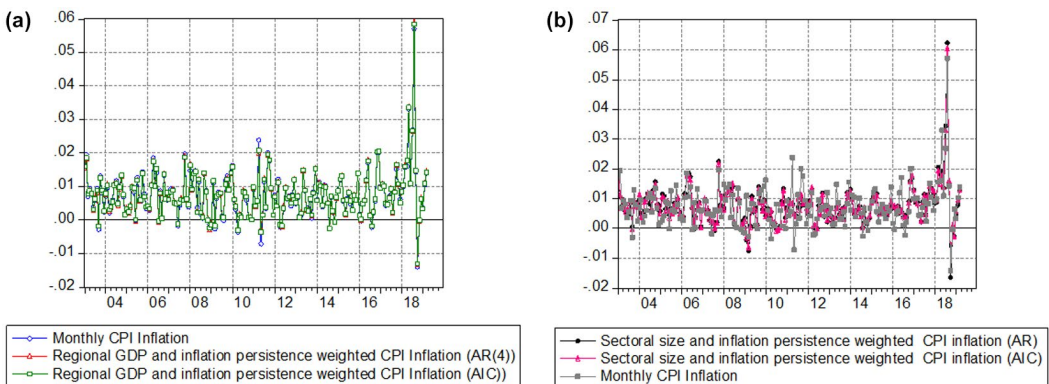 (a)
.06
.05
.04
.03
.02
.01
.00
-.01
-.02
04 06 08 10 12 14 16 18
Monthly CPI Inflation
Regional GDP and inflation persistence weighted CPI Inflation (AR(4))
Regional GDP and inflation persistence weighted CPI Inflation (AIC))
(b)
.07
.06
.05
.04
.03
.02
.01
.00
-.01
-.02
04 06 08 10 12 14 16 18
Sectoral size and inflation persistence weighted CPI inflation (AR)
Sectoral size and inflation persistence weighted CPI inflation (AIC)
Monthly CPI Inflation